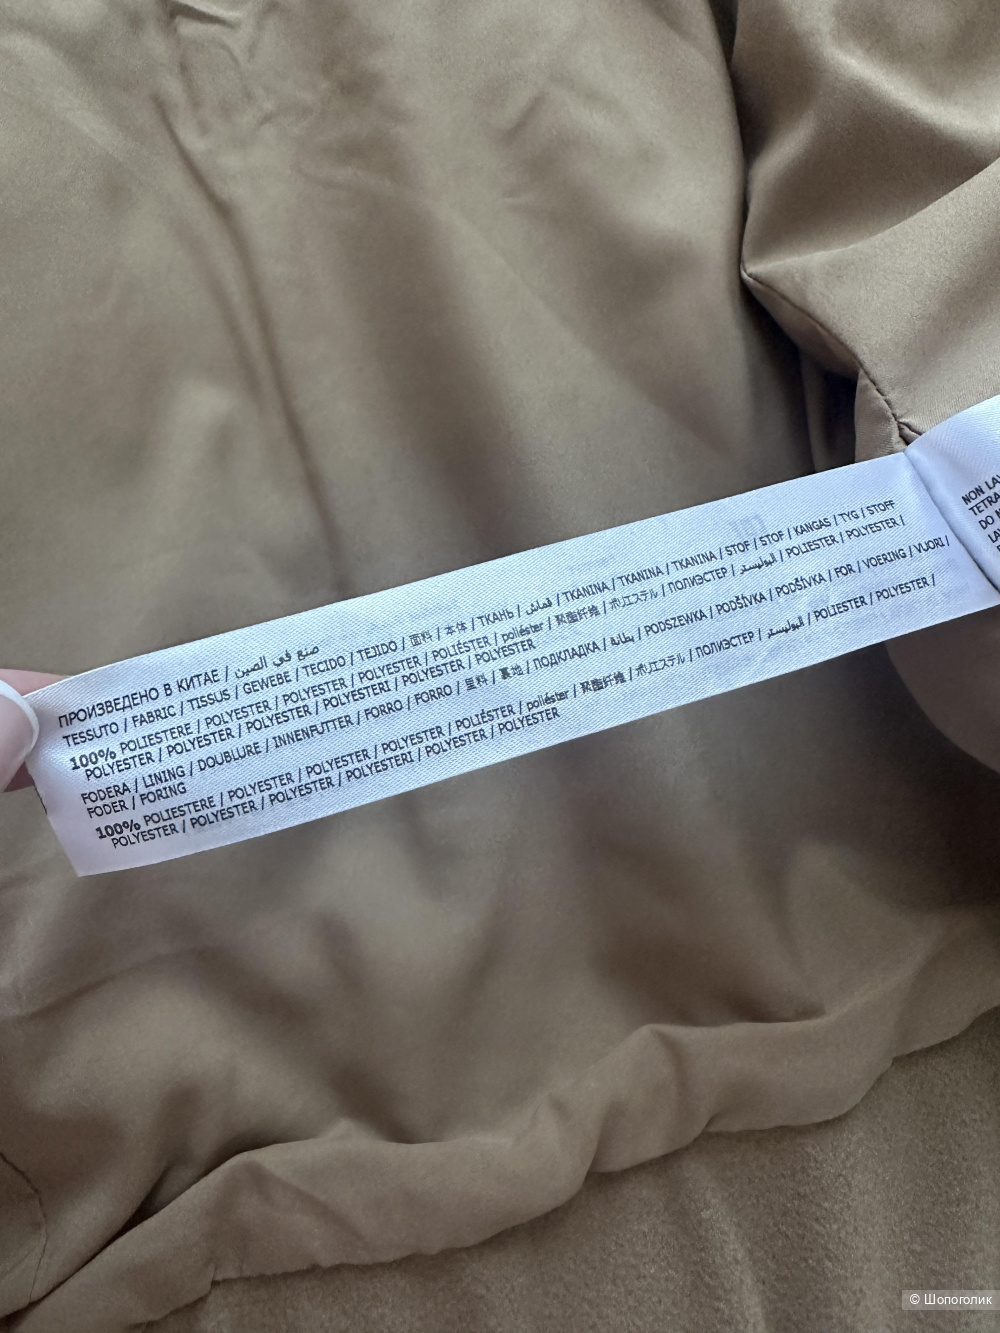 ПРОИЗВЕДЕНО В КИТАЕ / صنع في الصين
TESSUTO / FABRIC / TISSUS / GEWEBE / TECIDO / TEJIDO / 面料 / 本体 / ТКАНЬ / قماش / TKANINA / TKANINA / TKANINA / STOF / STOF / KANGAS / TYG / STOFF
100% POLIESTERE / POLYESTER / POLYESTER / POLYESTER / POLIÉSTER / poliéster / 聚酯纤维 / ポリエステル / ПОЛИЭСТЕР / البوليستر / POLIESTER / POLYESTER /
POLYESTER / POLYESTER / POLYESTER / POLYESTERI / POLYESTER / POLYESTER
FODERA / LINING / DOUBLURE / INNENFUTTER / FORRO / FORRO / 里料 / 裏地 / ПОДКЛАДКА / بطانة / PODSZEWKA / PODŠÍVKA / PODŠÍVKA / FOR / VOERING / VUORI /
FODER / FORING
100% POLIESTERE / POLYESTER / POLYESTER / POLYESTER / POLIÉSTER / poliéster / 聚酯纤维 / ポリエステル / ПОЛИЭСТЕР / البوليستر / POLIESTER / POLYESTER /
POLYESTER / POLYESTER / POLYESTER / POLYESTERI / POLYESTER / POLYESTER
NON LAV
TETRA
DO N
LA
© Шопоголик